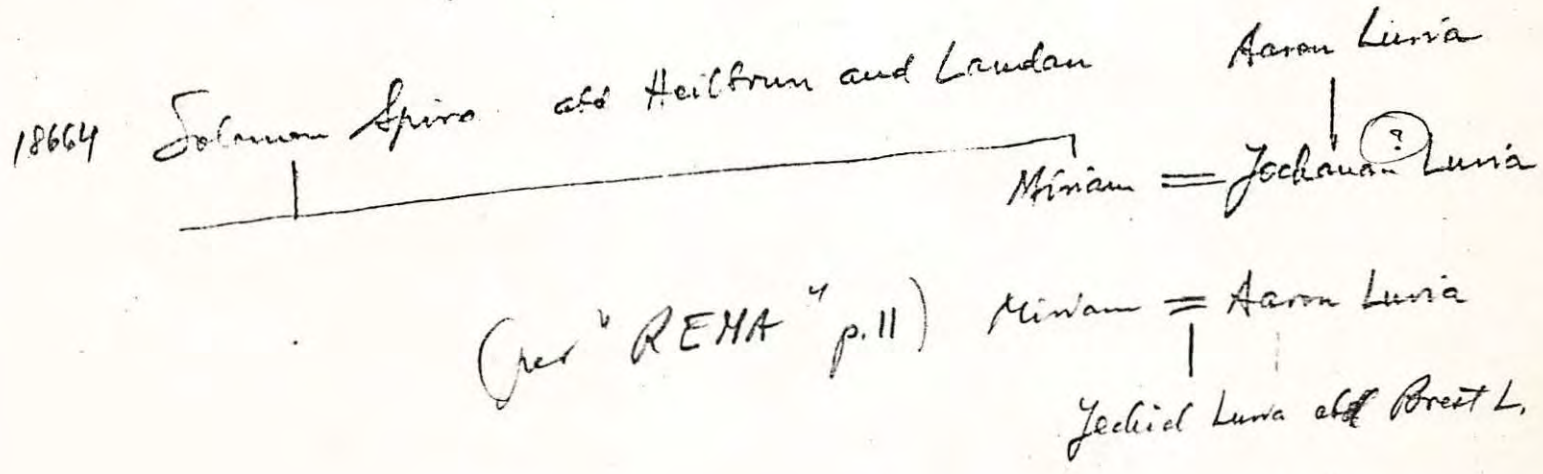 Aaron Luria
18664 Solomon Spiro abd Heilbrun and Landau
Miriam = Jochanan (?) Luria
(per "REMA" p.11) Miriam = Aaron Luria
Jechiel Luria abd Brest L.